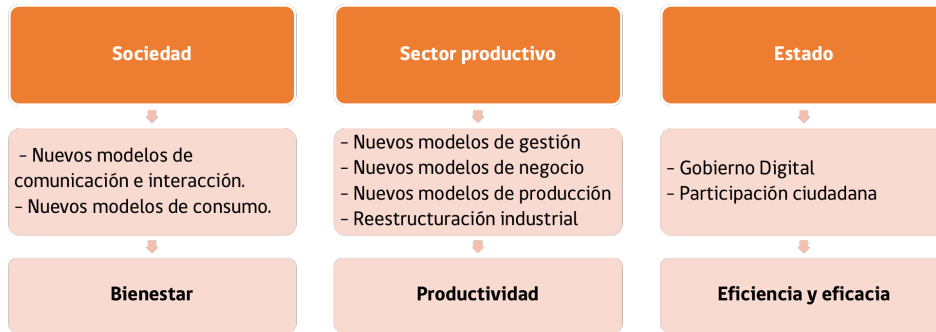 Sociedad
Sector productivo
Estado
– Nuevos modelos de
comunicación e interacción.
– Nuevos modelos de consumo.
– Nuevos modelos de gestión
– Nuevos modelos de negocio
– Nuevos modelos de producción
– Reestructuración industrial
– Gobierno Digital
– Participación ciudadana
Bienestar
Productividad
Eficiencia y eficacia